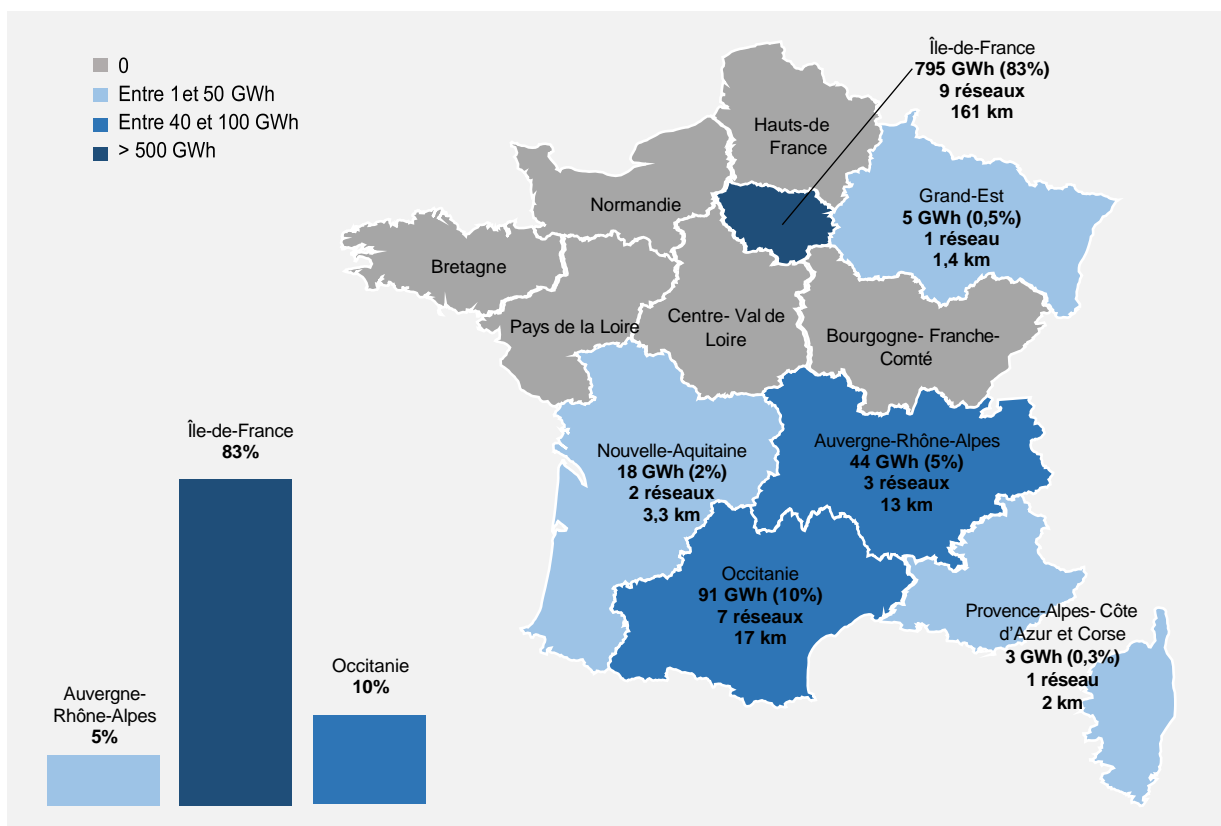 0
Entre 1 et 50 GWh
Entre 40 et 100 GWh
> 500 GWh
Île-de-France
795 GWh (83%)
9 réseaux
161 km
Hauts-de
France
Normandie
Grand-Est
5 GWh (0,5%)
1 réseau
1,4 km
Bretagne
Pays de la Loire
Centre- Val de
Loire
Bourgogne- Franche-
Comté
Nouvelle-Aquitaine
18 GWh (2%)
2 réseaux
3,3 km
Auvergne-Rhône-Alpes
44 GWh (5%)
3 réseaux
13 km
Occitanie
91 GWh (10%)
7 réseaux
17 km
Provence-Alpes- Côte
d'Azur et Corse
3 GWh (0,3%)
1 réseau
2 km
Île-de-France
83%
Occitanie
10%
Auvergne-
Rhône-Alpes
5%